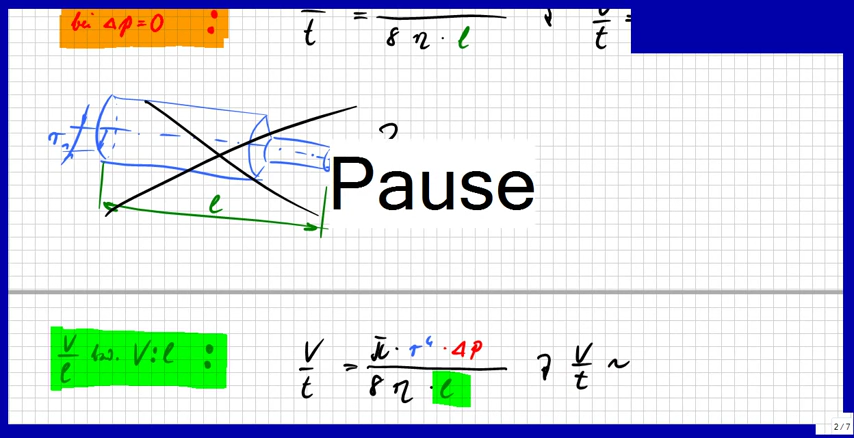 bei Δp=0 :
t = 8 η · l } V/t =
r
l
?
Pause
V/l bzw. V:l : V/t = π · r⁴ · Δp / 8 η · l } V/t ~
2/7